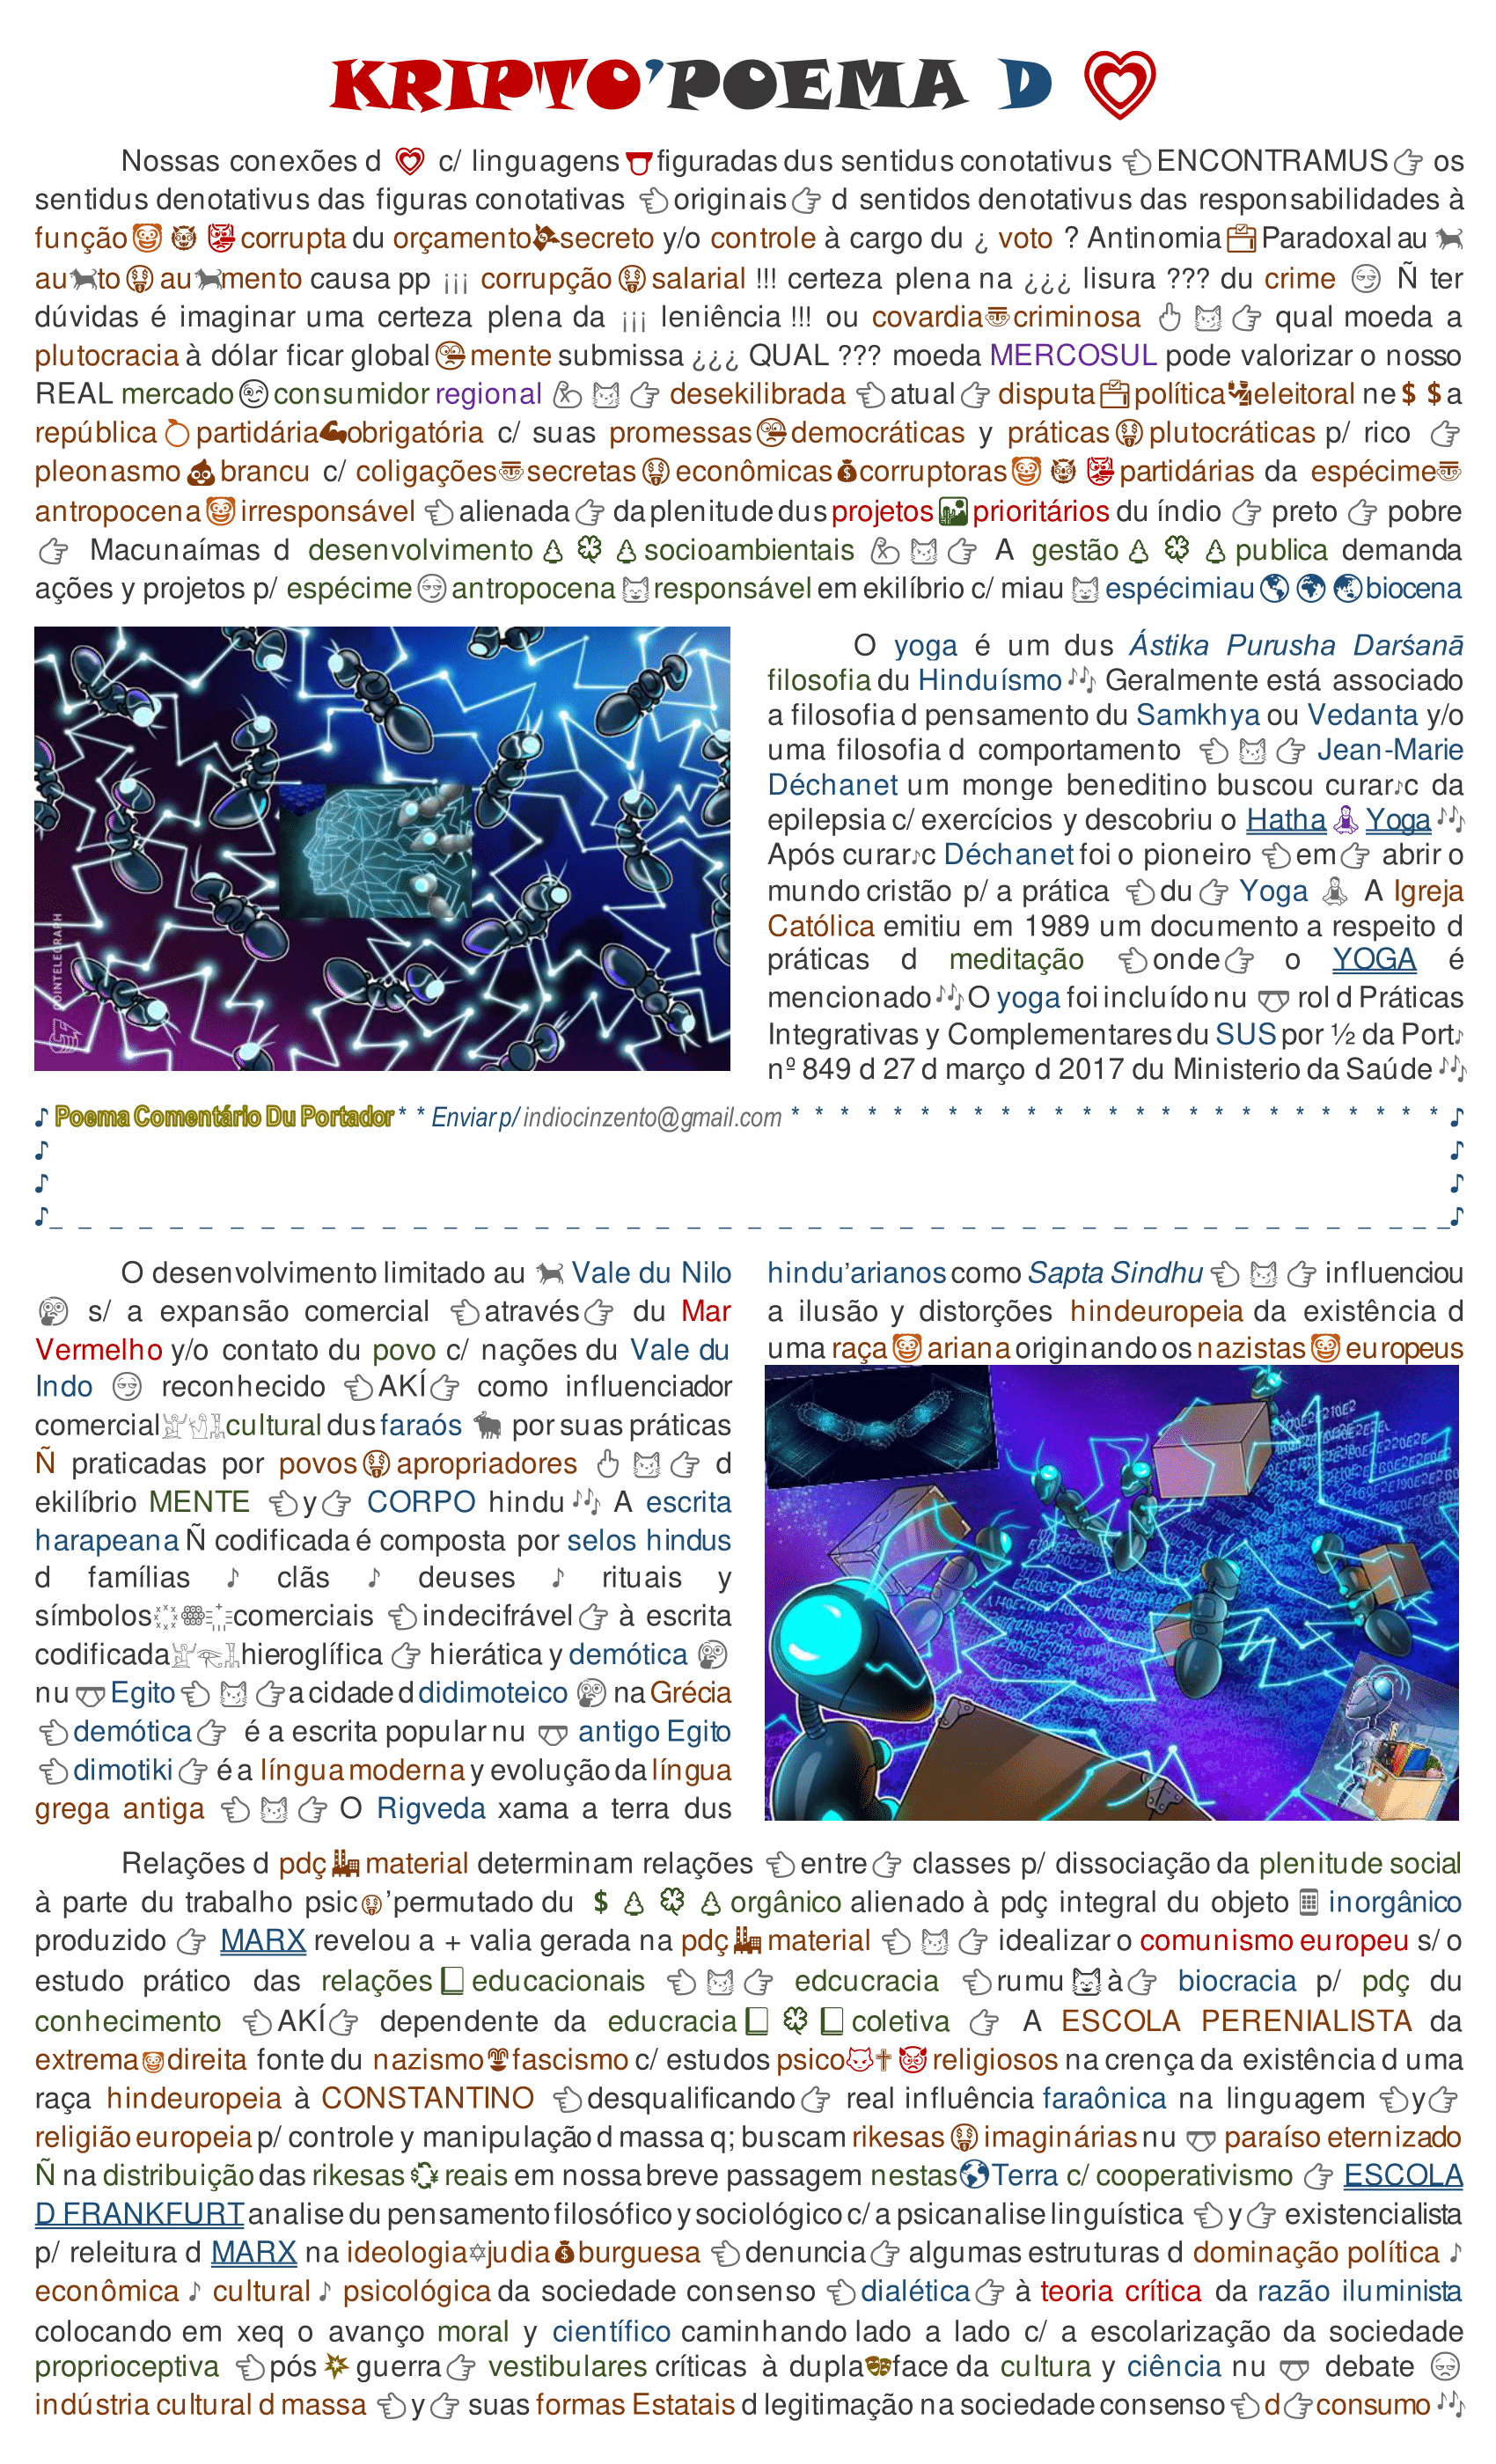 KRIPTO’POEMA D 💗
Nossas conexões d 💗 c/ linguagens figuradas dus sentidus conotativus ENCONTRAMUS os
sentidus denotativus das figuras conotativas originais d sentidos denotativus das responsabilidades à
função corrupta du orçamento secreto y/o controle à cargo du ¿ voto ? Antinomia Paradoxal au
au to au mento causa pp ¡¡¡ corrupção salarial !!! certeza plena na ¿¿¿ lisura ??? du crime Ñ ter
dúvidas é imaginar uma certeza plena da ¡¡¡ leniência !!! ou covardia criminosa qual moeda a
plutocracia à dólar ficar global mente submissa ¿¿¿ QUAL ??? moeda MERCOSUL pode valorizar o nosso
REAL mercado consumidor regional desekilibrada atual disputa política eleitoral ne$ $a
república partidária obrigatória c/ suas promessas democráticas y práticas plutocráticas p/ rico
pleonasmo brancu c/ coligações secretas econômicas corruptoras partidárias da espécime
antropocena irresponsável alienada da plenitude dus projetos prioritários du índio preto pobre
Macunaímas d desenvolvimento socioambientais A gestão publica demanda
ações y projetos p/ espécime antropocena responsável em ekilíbrio c/ miau espécimiau biocena
COINTELEGRAPH
O yoga é um dus Ástika Purusha Darśanā
filosofia du Hinduísmo Geralmente está associado
a filosofia d pensamento du Samkhya ou Vedanta y/o
uma filosofia d comportamento Jean-Marie
Déchanet um monge beneditino buscou curar♪c da
epilepsia c/ exercícios y descobriu o Hatha Yoga
Após curar♪c Déchanet foi o pioneiro em abrir o
mundo cristão p/ a prática du Yoga A Igreja
Católica emitiu em 1989 um documento a respeito d
práticas d meditação onde o YOGA é
mencionado O yoga foi incluído nu rol d Práticas
Integrativas y Complementares du SUS por ½ da Port♪
nº 849 d 27 d março d 2017 du Ministerio da Saúde
♪ Poema Comentário Du Portador * * Enviar p/ indiocinzento@gmail.com * * * * * * * * * * * * * * * * * * * * * * * * * ♪
♪ ♪
♪ ♪
♪_ _ _ _ _ _ _ _ _ _ _ _ _ _ _ _ _ _ _ _ _ _ _ _ _ _ _ _ _ _ _ _ _ _ _ _ _ _ _ _ _ _ _ _ _ _ _♪
O desenvolvimento limitado au Vale du Nilo
s/ a expansão comercial através du Mar
Vermelho y/o contato du povo c/ nações du Vale du
Indo reconhecido AKÍ como influenciador
comercial cultural dus faraós por suas práticas
Ñ praticadas por povos apropriadores d
ekilíbrio MENTE y CORPO hindu A escrita
harapeana Ñ codificada é composta por selos hindus
d famílias ♪ clãs ♪ deuses ♪ rituais y
símbolos comerciais indecifrável à escrita
codificada hieroglífica hierática y demótica
nu Egito a cidade d didimoteico na Grécia
demótica é a escrita popular nu antigo Egito
dimotiki é a língua moderna y evolução da língua
grega antiga O Rigveda xama a terra dus
hindu’arianos como Sapta Sindhu influenciou
a ilusão y distorções hindeuropeia da existência d
uma raça ariana originando os nazistas europeus
Relações d pdç material determinam relações entre classes p/ dissociação da plenitude social
à parte du trabalho psic ’permutado du $ orgânico alienado à pdç integral du objeto inorgânico
produzido MARX revelou a + valia gerada na pdç material idealizar o comunismo europeu s/ o
estudo prático das relações educacionais edcucracia rumu à biocracia p/ pdç du
conhecimento AKÍ dependente da educracia coletiva A ESCOLA PERENIALISTA da
extrema direita fonte du nazismo fascismo c/ estudos psico religiosos na crença da existência d uma
raça hindeuropeia à CONSTANTINO desqualificando real influência faraônica na linguagem y
religião europeia p/ controle y manipulação d massa q; buscam rikesas imaginárias nu paraíso eternizado
Ñ na distribuição das rikesas reais em nossa breve passagem nestas Terra c/ cooperativismo ESCOLA
D FRANKFURT analise du pensamento filosófico y sociológico c/ a psicanalise linguística y existencialista
p/ releitura d MARX na ideologia judia burguesa denuncia algumas estruturas d dominação política ♪
econômica ♪ cultural ♪ psicológica da sociedade consenso dialética à teoria crítica da razão iluminista
colocando em xeq o avanço moral y científico caminhando lado a lado c/ a escolarização da sociedade
proprioceptiva pós guerra vestibulares críticas à dupla face da cultura y ciência nu debate
indústria cultural d massa y suas formas Estatais d legitimação na sociedade consenso d consumo